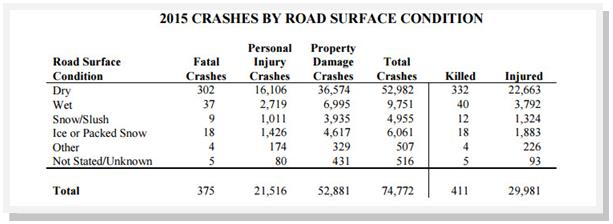 2015 CRASHES BY ROAD SURFACE CONDITION
Personal Property
Road Surface Fatal Injury Damage Total
Condition Crashes Crashes Crashes Crashes Killed Injured
Dry 302 16,106 36,574 52,982 332 22,663
Wet 37 2,719 6,995 9,751 40 3,792
Snow/Slush 9 1,011 3,935 4,955 12 1,324
Ice or Packed Snow 18 1,426 4,617 6,061 18 1,883
Other 4 174 329 507 4 226
Not Stated/Unknown 5 80 431 516 5 93
Total 375 21,516 52,881 74,772 411 29,981